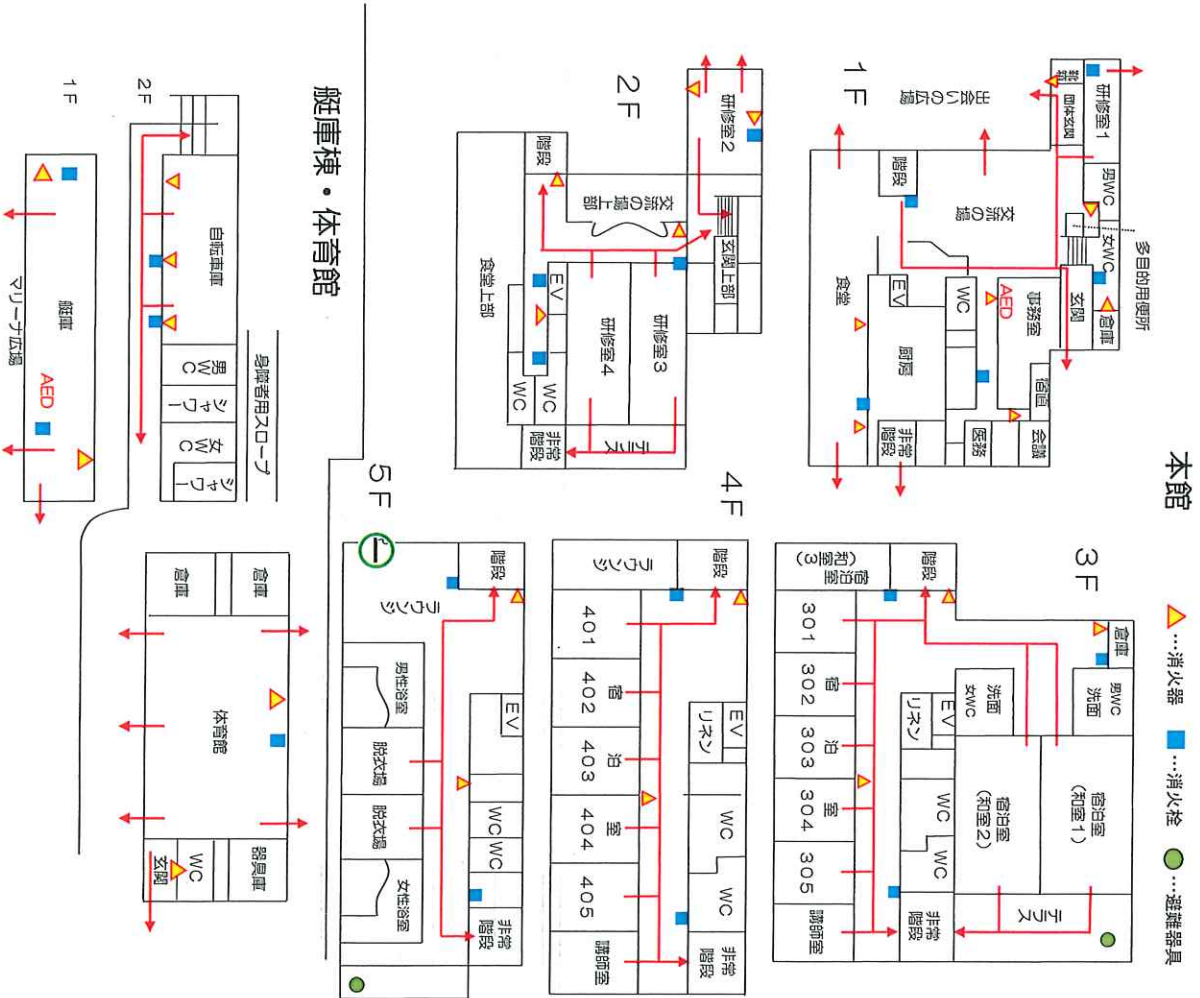 本館
▲…消火器 ■…消火栓 ●…避難器具
1F
研修室1
男WC
女WC
倉庫
多目的用便所
団体玄関
出会いの広場
階段
交流の場
玄関
事務室
AED
宿直
会議
医務
WC
EV
厨房
食堂
非常
階段
2F
研修室2
階段
交流の場上部
玄関上部
食堂上部
EV
研修室3
研修室4
WC
WC
テラス
非常
階段
3F
倉庫
男WC
洗面
洗面
女WC
階段
宿泊室
(和室3)
宿泊室
(和室1)
宿泊室
(和室2)
EV
リネン
WC
WC
301
302
303
304
305
宿泊室
講師室
非常
階段
テラス
4F
階段
ラウンジ
EV
リネン
WC
WC
401
402
403
404
405
宿泊室
講師室
非常
階段
5F
階段
ラウンジ
EV
WC
WC
男性浴室
脱衣場
脱衣場
女性浴室
非常
階段
艇庫棟・体育館
2F
自転車庫
男WC
シャワー
女WC
シャワー
身障者用スロープ
1F
艇庫
AED
マリーナ広場
倉庫
倉庫
体育館
器具庫
WC
玄関